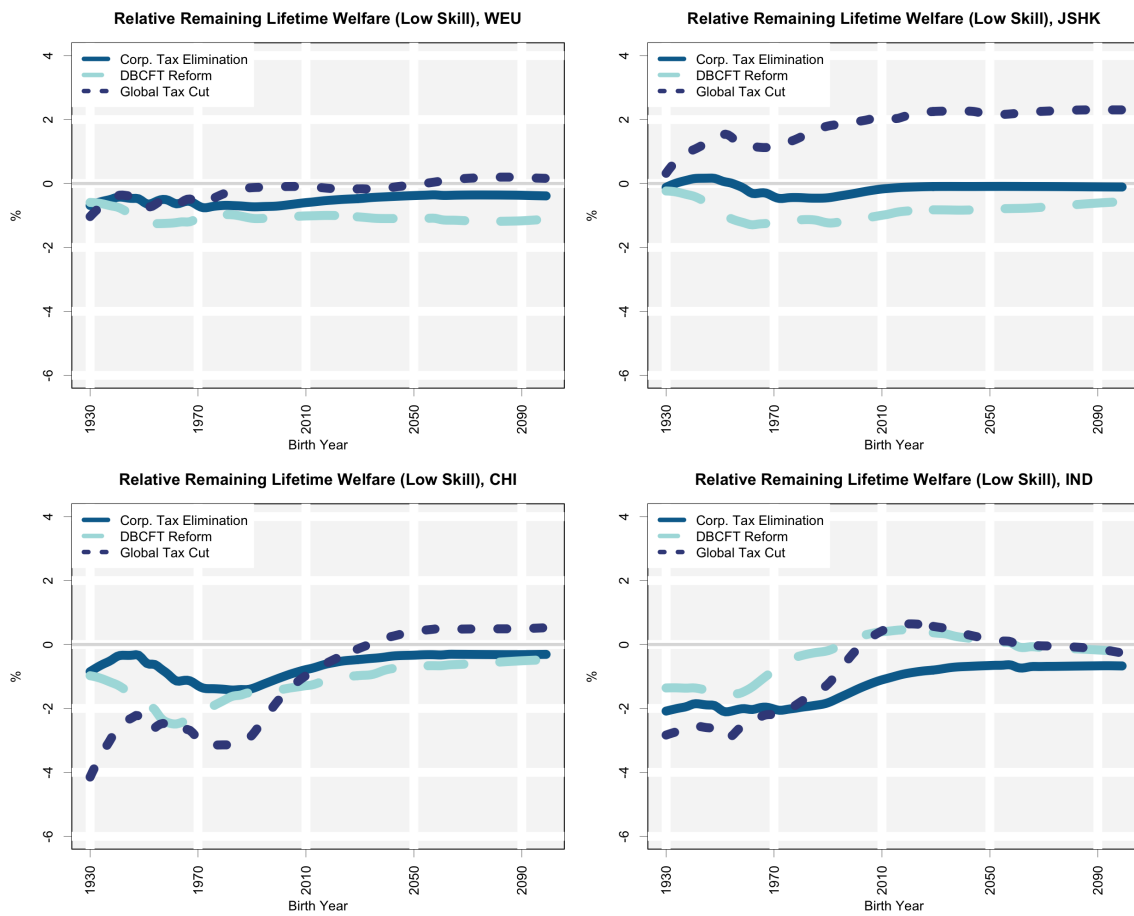 Relative Remaining Lifetime Welfare (Low Skill), WEU
Corp. Tax Elimination
DBCFT Reform
Global Tax Cut
4
2
0
-2
-4
-6
%
1930
1970
2010
2050
2090
Birth Year
Relative Remaining Lifetime Welfare (Low Skill), JSHK
Corp. Tax Elimination
DBCFT Reform
Global Tax Cut
4
2
0
-2
-4
-6
%
1930
1970
2010
2050
2090
Birth Year
Relative Remaining Lifetime Welfare (Low Skill), CHI
Corp. Tax Elimination
DBCFT Reform
Global Tax Cut
4
2
0
-2
-4
-6
%
1930
1970
2010
2050
2090
Birth Year
Relative Remaining Lifetime Welfare (Low Skill), IND
Corp. Tax Elimination
DBCFT Reform
Global Tax Cut
4
2
0
-2
-4
-6
%
1930
1970
2010
2050
2090
Birth Year